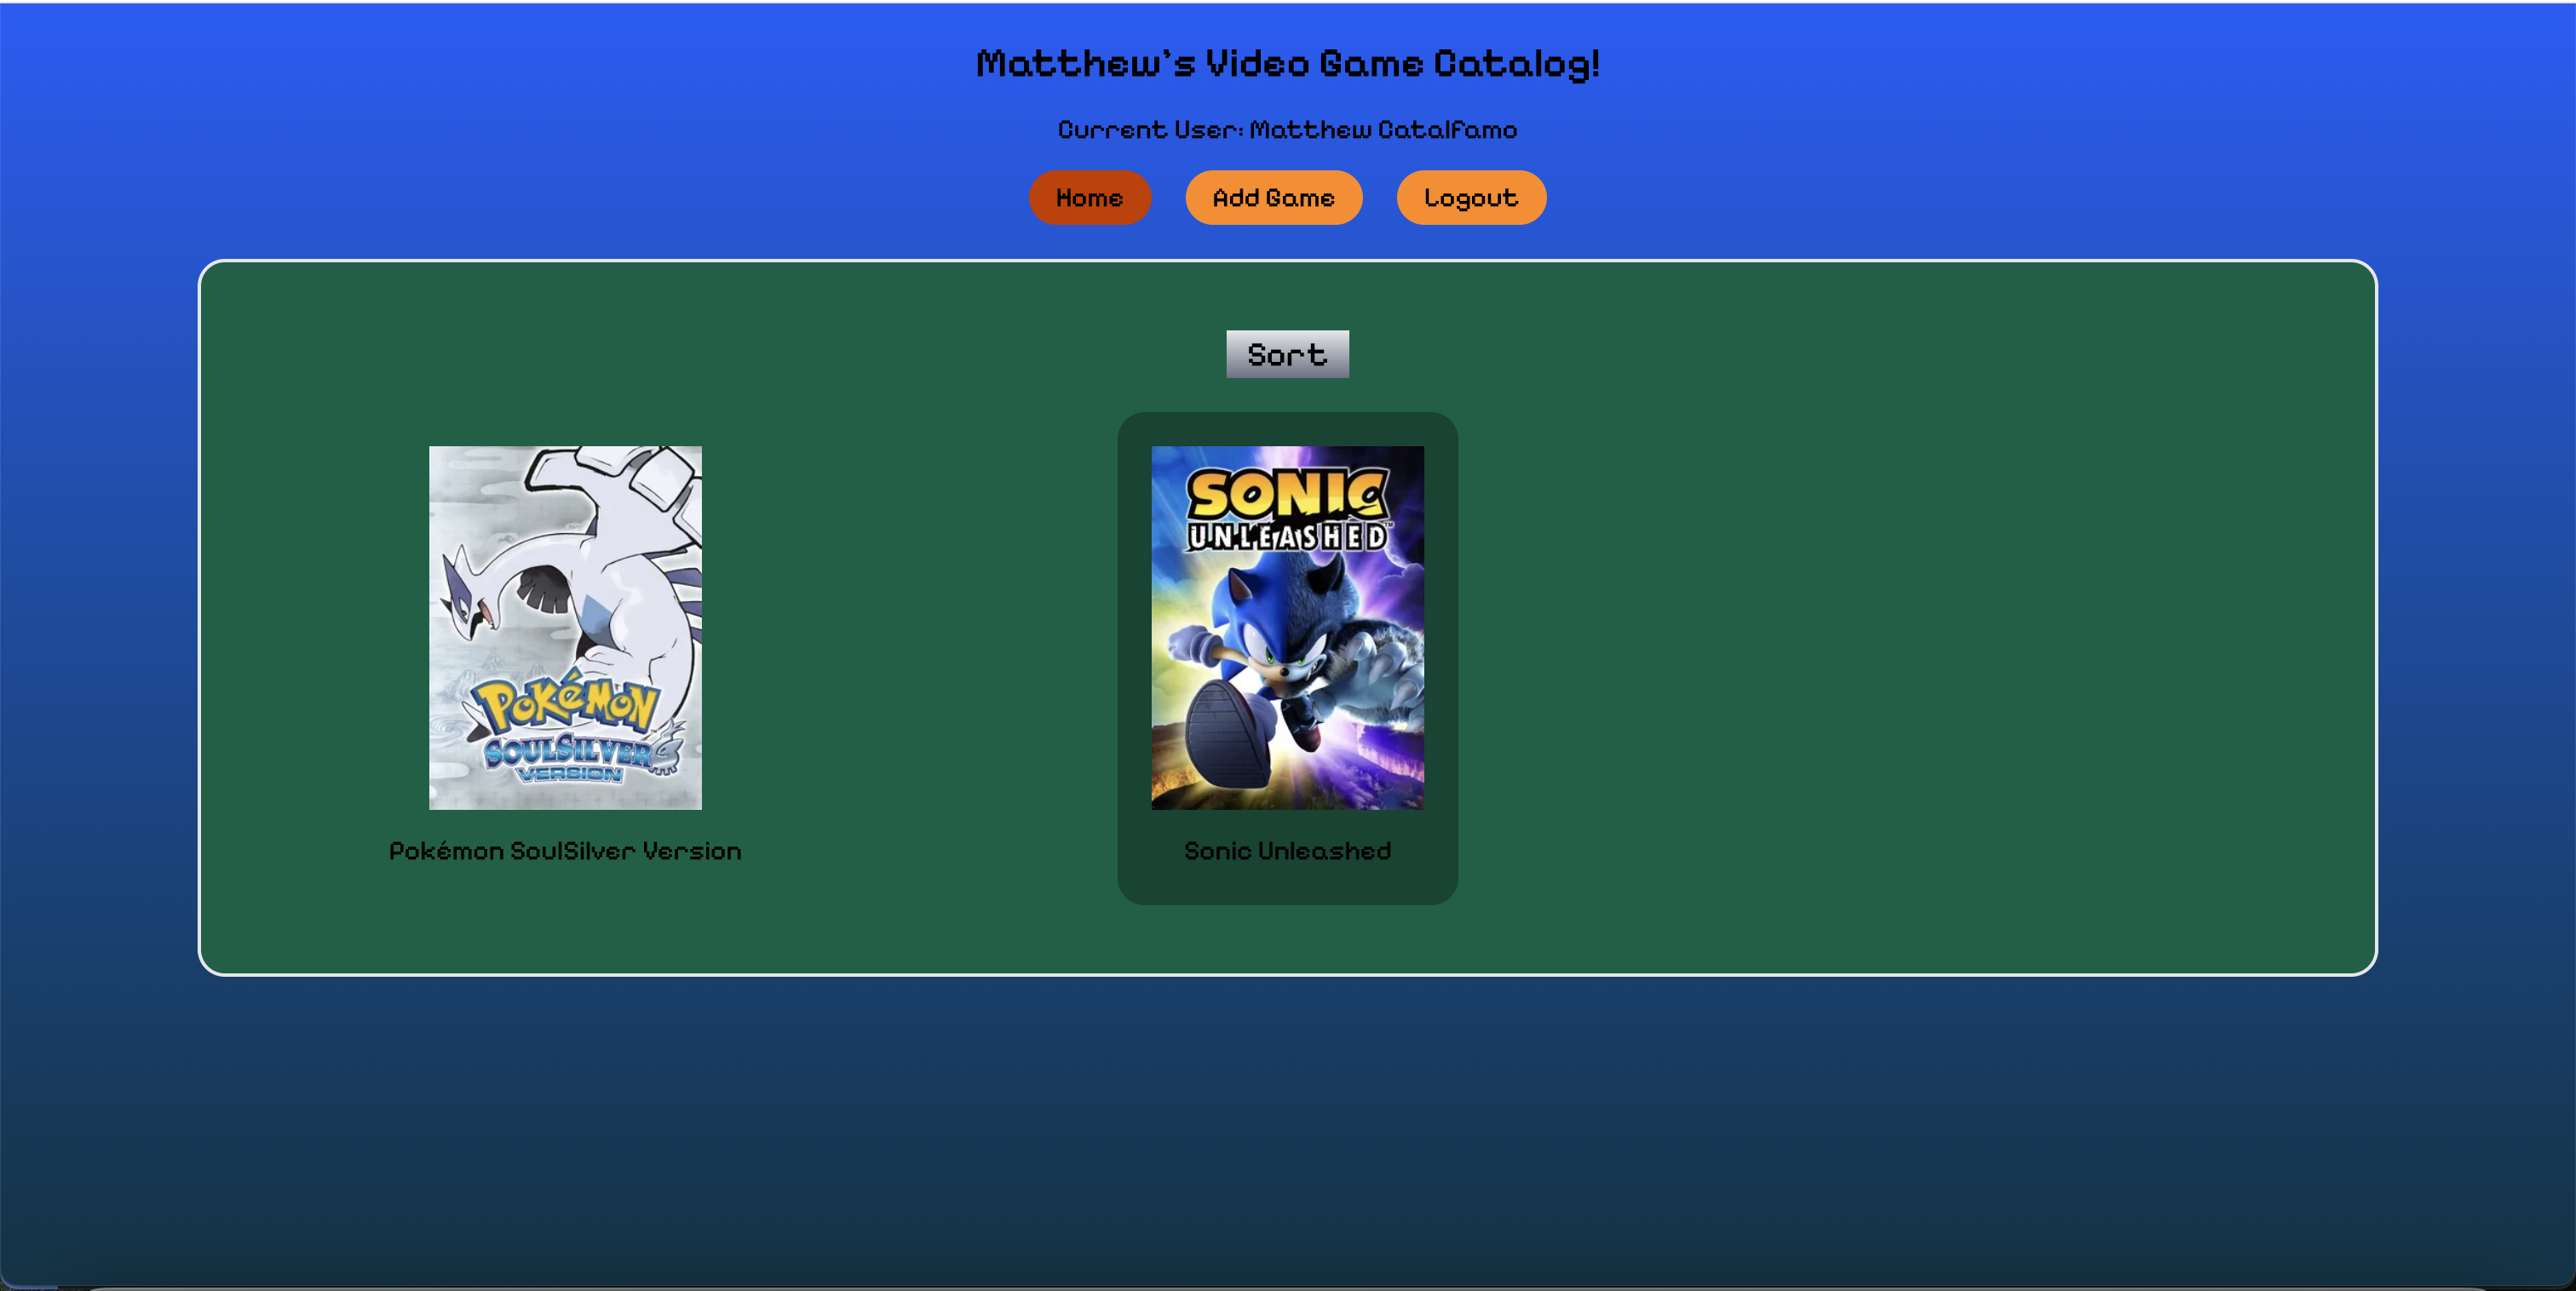 Matthew's Video Game Catalog!
Current User: Matthew Catalfamo
Home Add Game Logout
Sort
SONIC
UNLEASHED™
POKéMON
SOULSILVER
VERSION
Pokémon SoulSilver Version
Sonic Unleashed